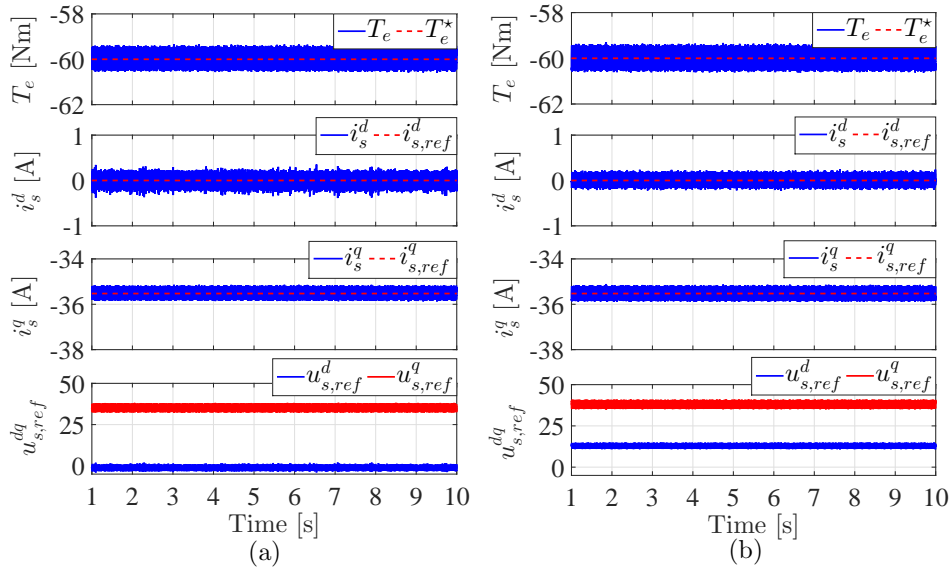 -58
-60
-62
T_e [Nm]
T_e T_e^⋆
1
0
-1
i_s^d [A]
i_s^d i_{s,ref}^d
-34
-36
-38
i_s^q [A]
i_s^q i_{s,ref}^q
50
25
0
u_{s,ref}^{dq}
u_{s,ref}^d u_{s,ref}^q
1 2 3 4 5 6 7 8 9 10
Time [s]
(a)
-58
-60
-62
T_e [Nm]
T_e T_e^⋆
1
0
-1
i_s^d [A]
i_s^d i_{s,ref}^d
-34
-36
-38
i_s^q [A]
i_s^q i_{s,ref}^q
50
25
0
u_{s,ref}^{dq}
u_{s,ref}^d u_{s,ref}^q
1 2 3 4 5 6 7 8 9 10
Time [s]
(b)